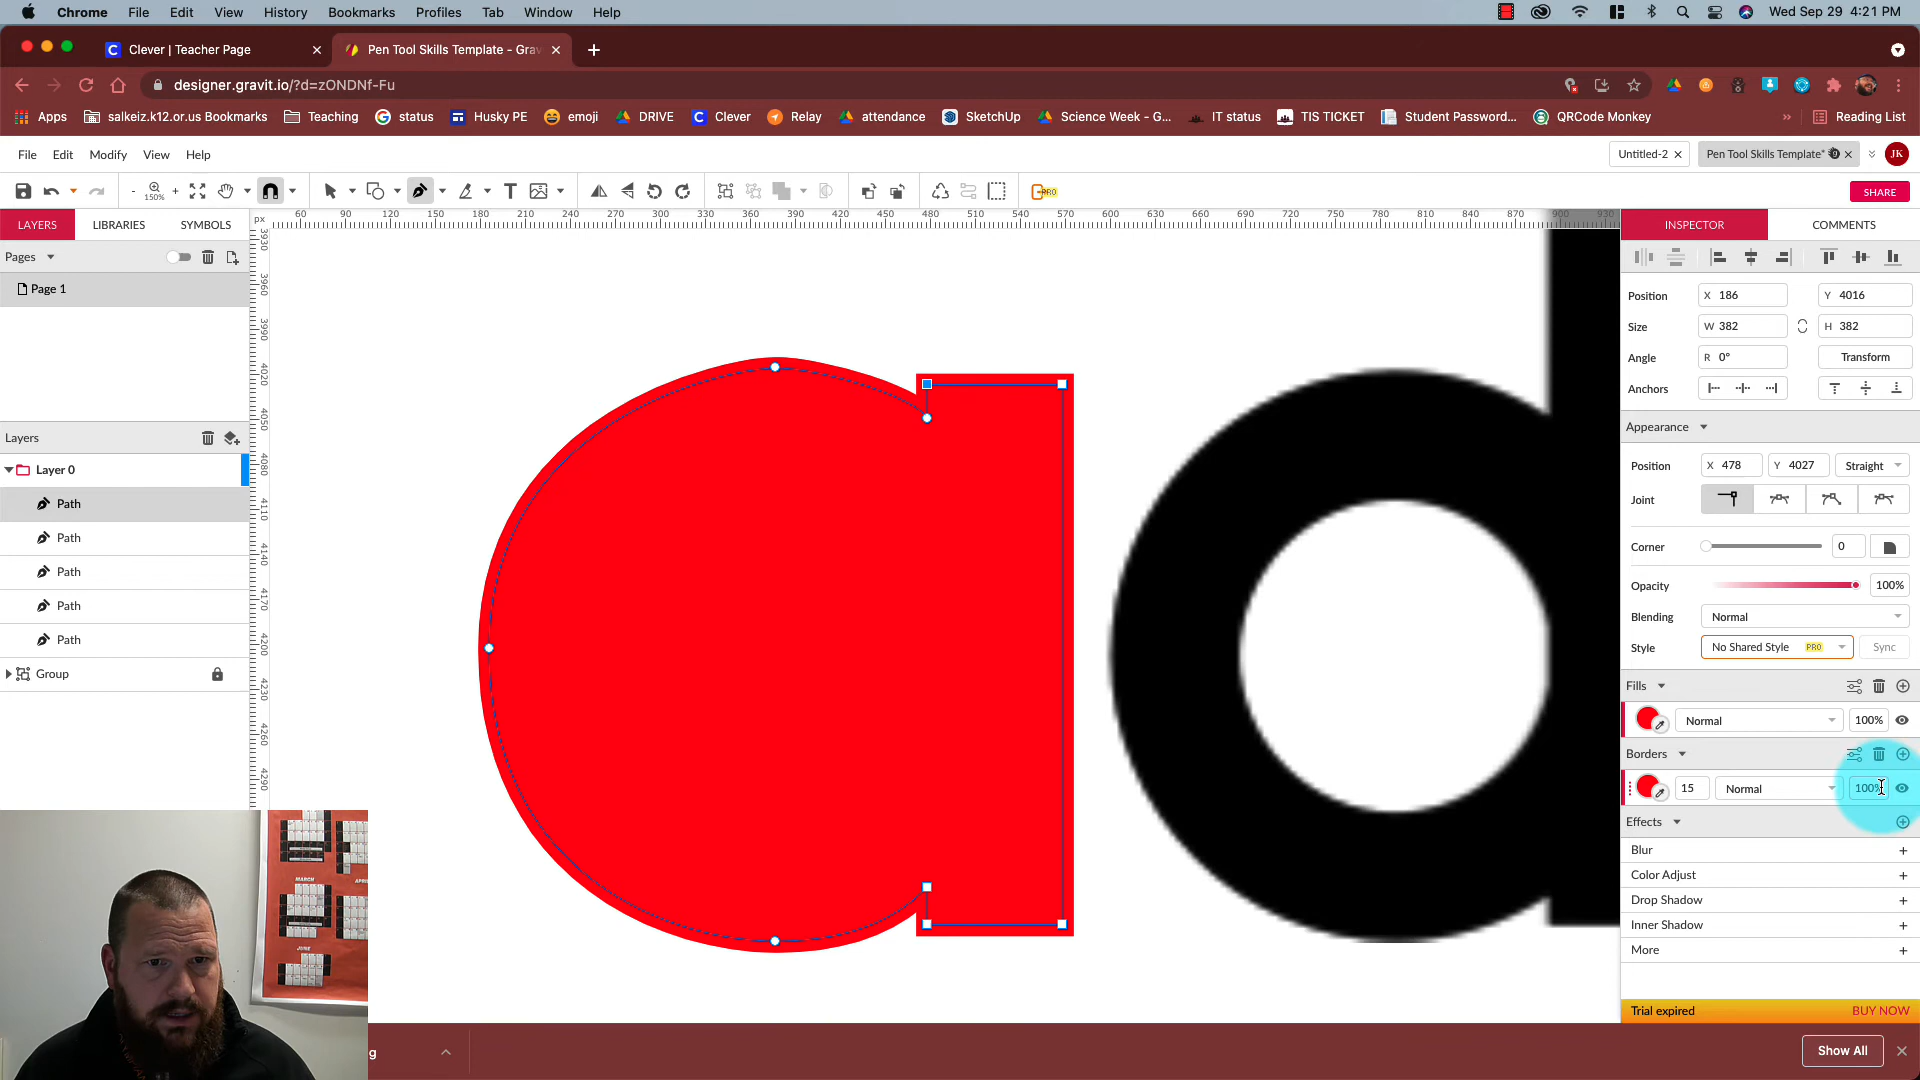 Chrome File Edit View History Bookmarks Profiles Tab Window Help Wed Sep 29 4:21 PM
Clever | Teacher Page Pen Tool Skills Template - Grav
designer.gravit.io/?d=zONDNf-Fu
Apps salkeiz.k12.or.us Bookmarks Teaching status Husky PE emoji DRIVE Clever Relay attendance SketchUp Science Week - G... IT status TIS TICKET Student Password... QRCode Monkey » Reading List
File Edit Modify View Help Untitled-2 Pen Tool Skills Template* JK
- 150% + PRO SHARE
LAYERS LIBRARIES SYMBOLS px 60 90 120 150 180 210 240 270 300 330 360 390 420 450 480 510 540 570 600 630 660 690 720 750 780 810 840 870 900 930 INSPECTOR COMMENTS
Pages
Page 1
3930 3960 3990 4020 4050 4080 4110 4140 4170 4200 4230 4260 4290
Layers
Layer 0
Path
Path
Path
Path
Path
Group
Position X 186 Y 4016
Size W 382 H 382
Angle R 0° Transform
Anchors
Appearance
Position X 478 Y 4027 Straight
Joint
Corner 0
Opacity 100%
Blending Normal
Style No Shared Style PRO Sync
Fills
Normal 100%
Borders
15 Normal 100%
Effects
Blur +
Color Adjust +
Drop Shadow +
Inner Shadow +
More +
Trial expired BUY NOW
MARCH
JUNE
g Show All